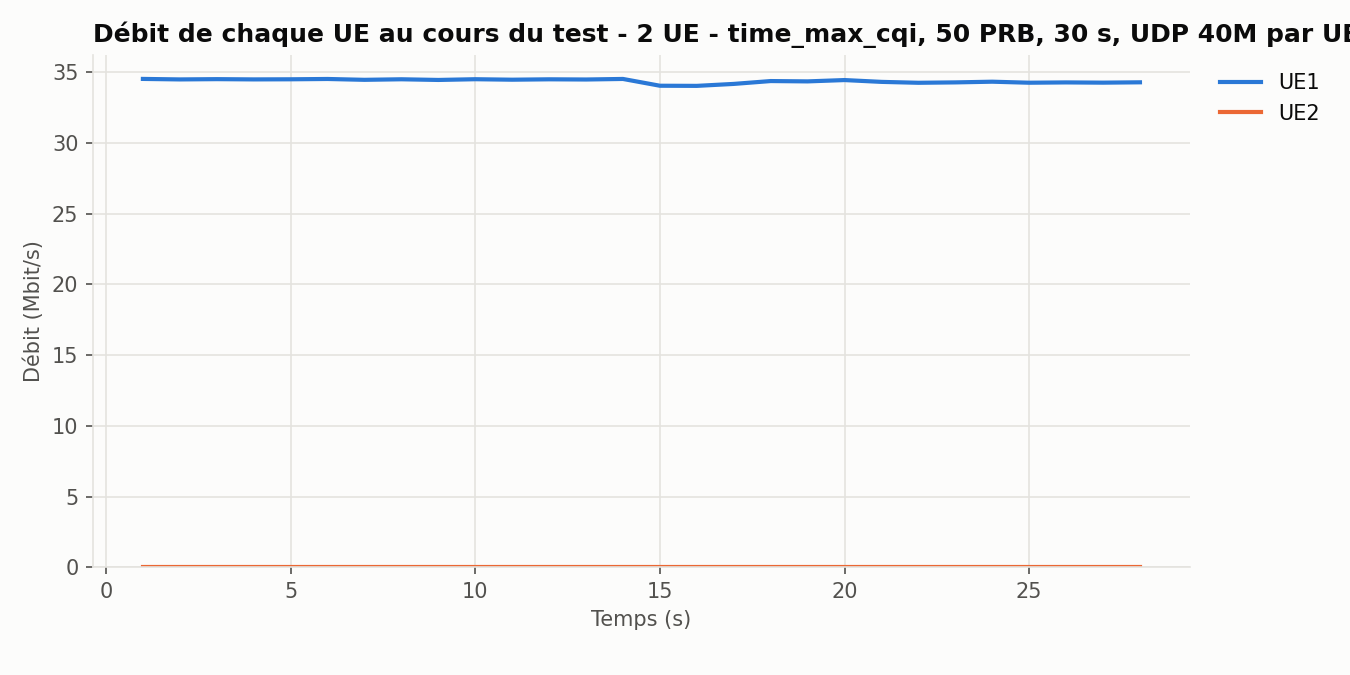 Débit de chaque UE au cours du test - 2 UE - time_max_cqi, 50 PRB, 30 s, UDP 40M par UE
UE1
UE2
35
30
25
20
15
10
5
0
Débit (Mbit/s)
0 5 10 15 20 25
Temps (s)